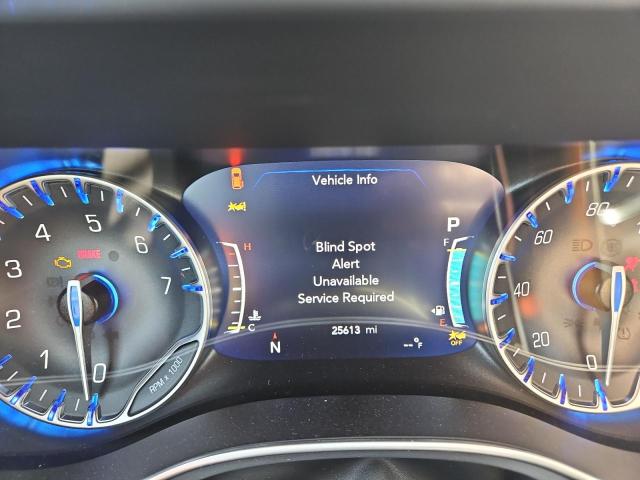 Vehicle Info
Blind Spot
Alert
Unavailable
Service Required
25613 mi
H
C
N
P
F
E
-- °F
OFF
BRAKE
0
1
2
3
4
5
6
7
RPM x 1000
0
20
40
60
80